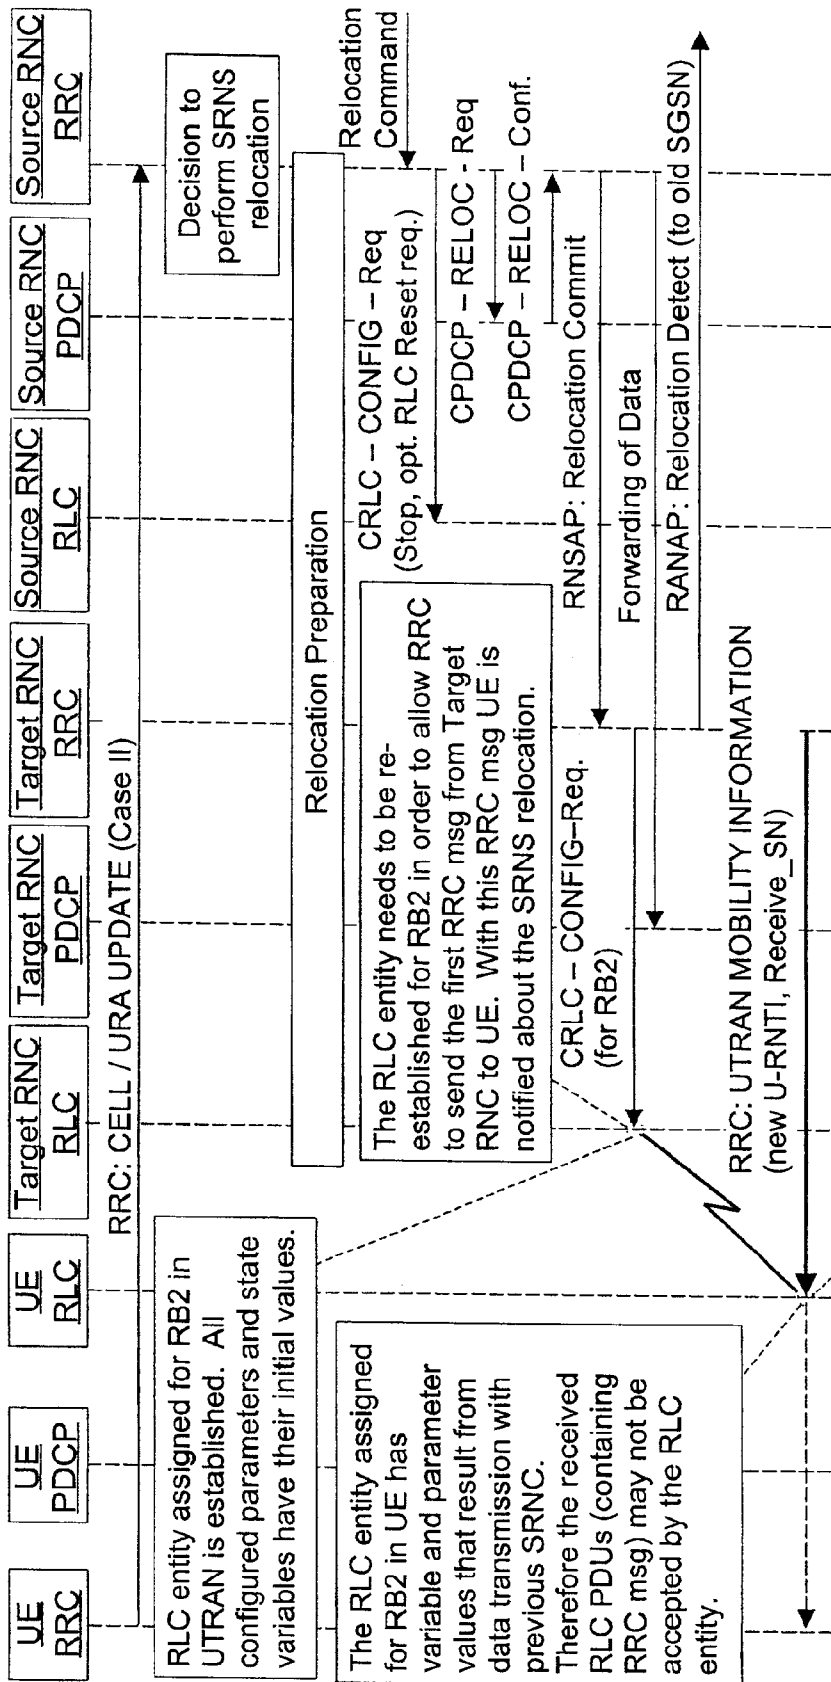 UE
RRC
UE
PDCP
UE
RLC
Target RNC
RLC
Target RNC
PDCP
Target RNC
RRC
Source RNC
RLC
Source RNC
PDCP
Source RNC
RRC
RRC: CELL / URA UPDATE (Case II)
Decision to
perform SRNS
relocation
RLC entity assigned for RB2 in
UTRAN is established. All
configured parameters and state
variables have their initial values.
Relocation Preparation
Relocation
Command
CRLC – CONFIG – Req
(Stop, opt. RLC Reset req.)
CPDCP – RELOC - Req
CPDCP – RELOC – Conf.
The RLC entity needs to be re-
established for RB2 in order to allow RRC
to send the first RRC msg from Target
RNC to UE. With this RRC msg UE is
notified about the SRNS relocation.
The RLC entity assigned
for RB2 in UE has
variable and parameter
values that result from
data transmission with
previous SRNC.
Therefore the received
RLC PDUs (containing
RRC msg) may not be
accepted by the RLC
entity.
RNSAP: Relocation Commit
CRLC – CONFIG–Req.
(for RB2)
Forwarding of Data
RANAP: Relocation Detect (to old SGSN)
RRC: UTRAN MOBILITY INFORMATION
(new U-RNTI, Receive_SN)